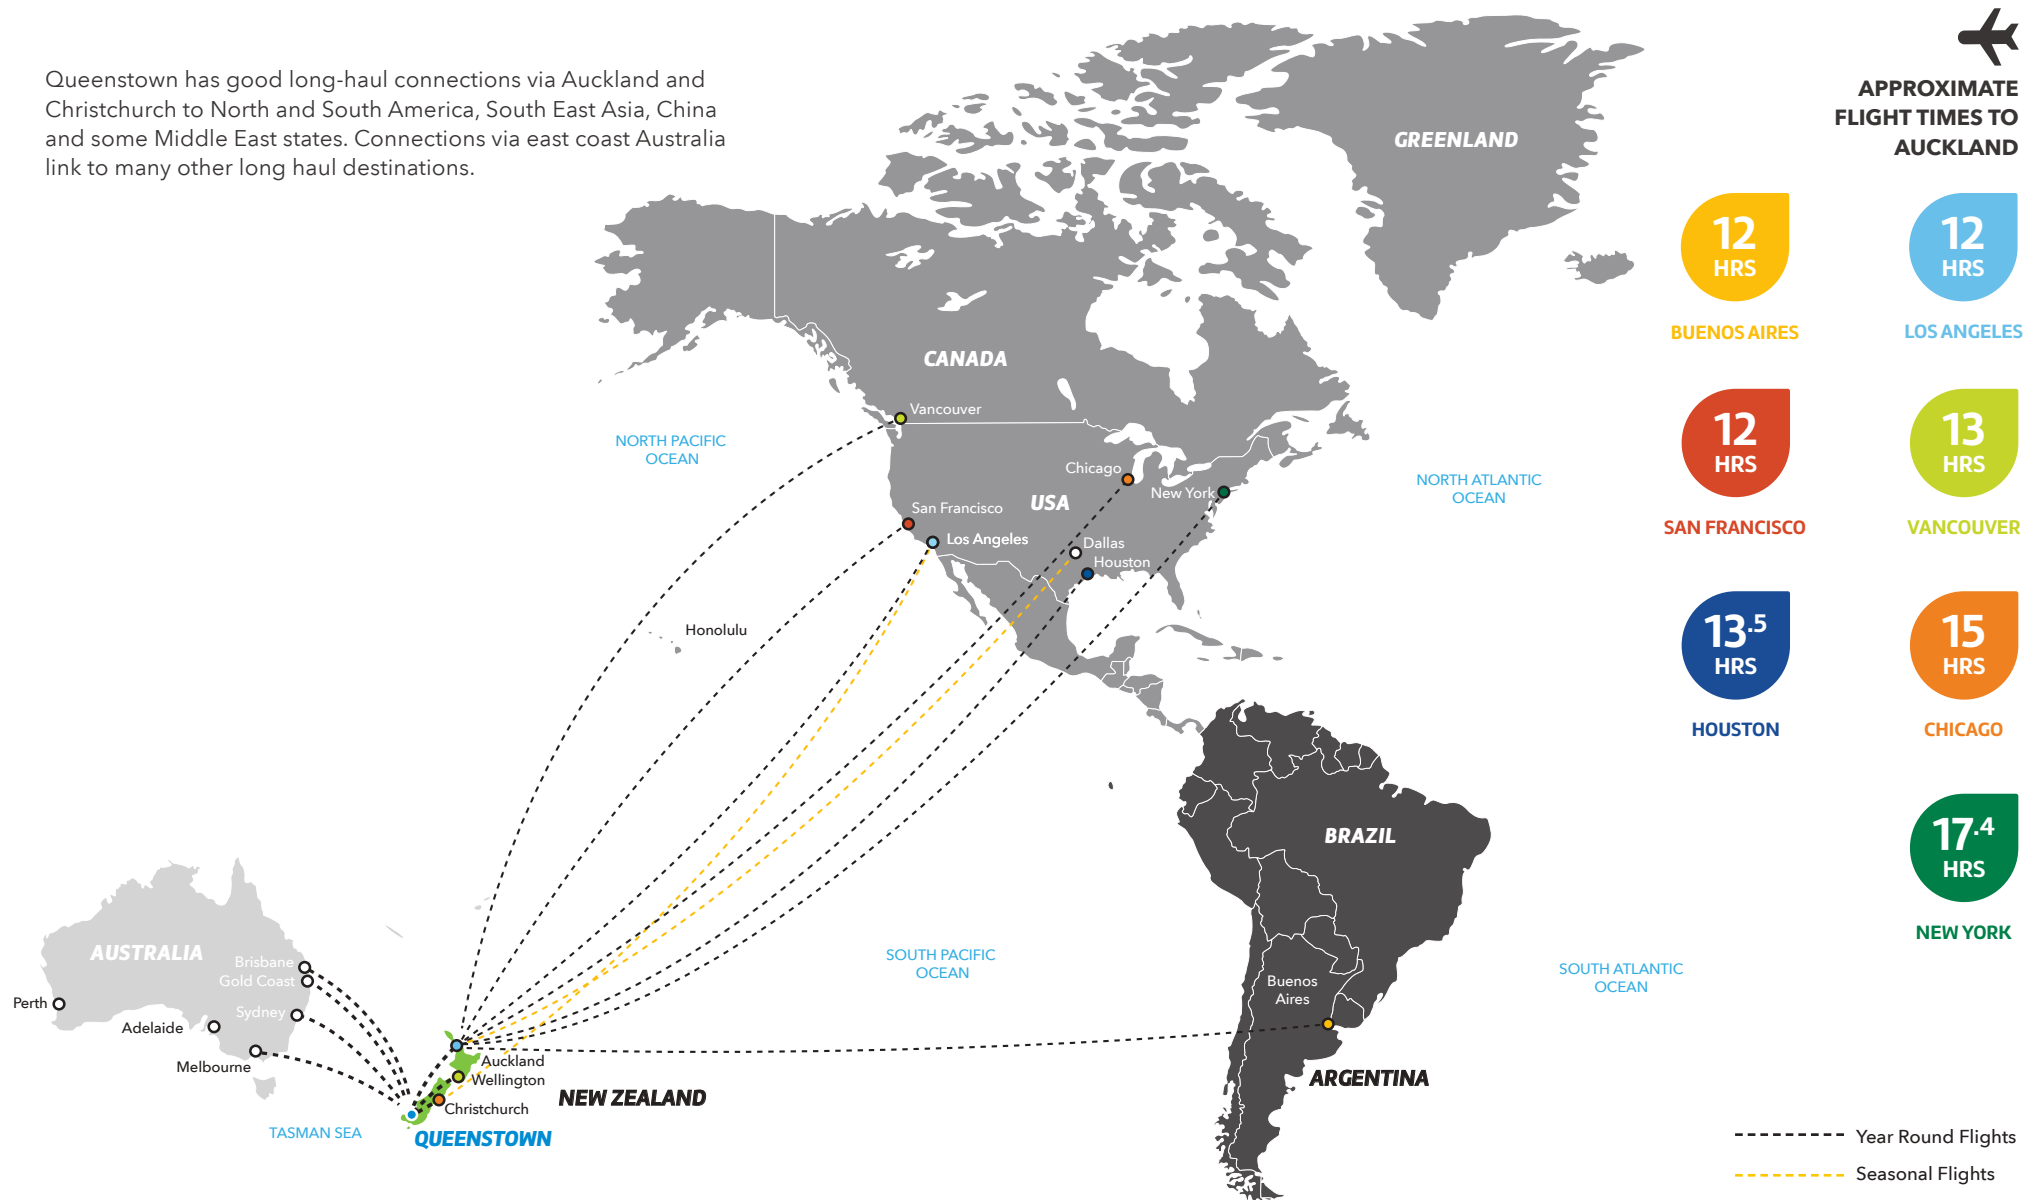 Queenstown has good long-haul connections via Auckland and
Christchurch to North and South America, South East Asia, China
and some Middle East states. Connections via east coast Australia
link to many other long haul destinations.
APPROXIMATE
FLIGHT TIMES TO
AUCKLAND
12
HRS
BUENOS AIRES
12
HRS
LOS ANGELES
12
HRS
SAN FRANCISCO
13
HRS
VANCOUVER
13.5
HRS
HOUSTON
15
HRS
CHICAGO
17.4
HRS
NEW YORK
GREENLAND
CANADA
Vancouver
NORTH PACIFIC
OCEAN
Chicago
New York
USA
NORTH ATLANTIC
OCEAN
San Francisco
Los Angeles
Dallas
Houston
Honolulu
BRAZIL
AUSTRALIA
Brisbane
Gold Coast
Perth
Sydney
Adelaide
Melbourne
SOUTH PACIFIC
OCEAN
SOUTH ATLANTIC
OCEAN
Buenos
Aires
Auckland
Wellington
Christchurch
NEW ZEALAND
ARGENTINA
TASMAN SEA
QUEENSTOWN
Year Round Flights
Seasonal Flights